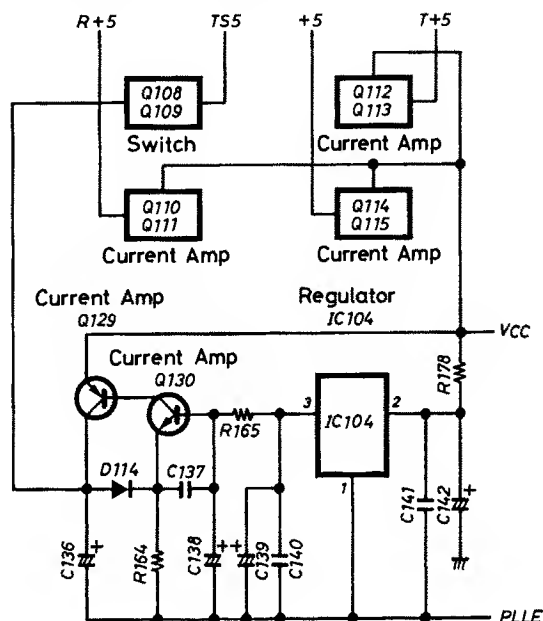 R+5
TS5
+5
T+5
Q108
Q109
Switch
Q112
Q113
Current Amp
Q110
Q111
Current Amp
Q114
Q115
Current Amp
Current Amp
Q129
Regulator
IC104
VCC
Current Amp
Q130
R178
R165
3
IC104
2
1
D114
C137
C136
+
R164
C138
+
+
C139
C140
C141
C142
+
PLLE